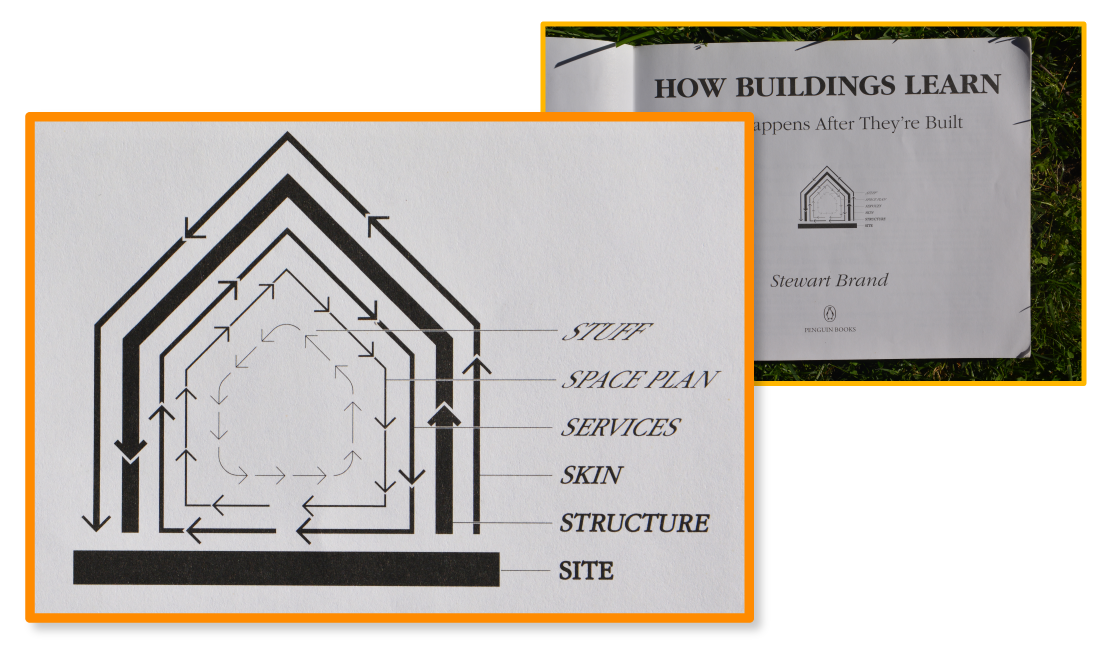 HOW BUILDINGS LEARN
appens After They're Built
STUFF
SPACE PLAN
SERVICES
SKIN
STRUCTURE
SITE
Stewart Brand
PENGUIN BOOKS
STUFF
SPACE PLAN
SERVICES
SKIN
STRUCTURE
SITE